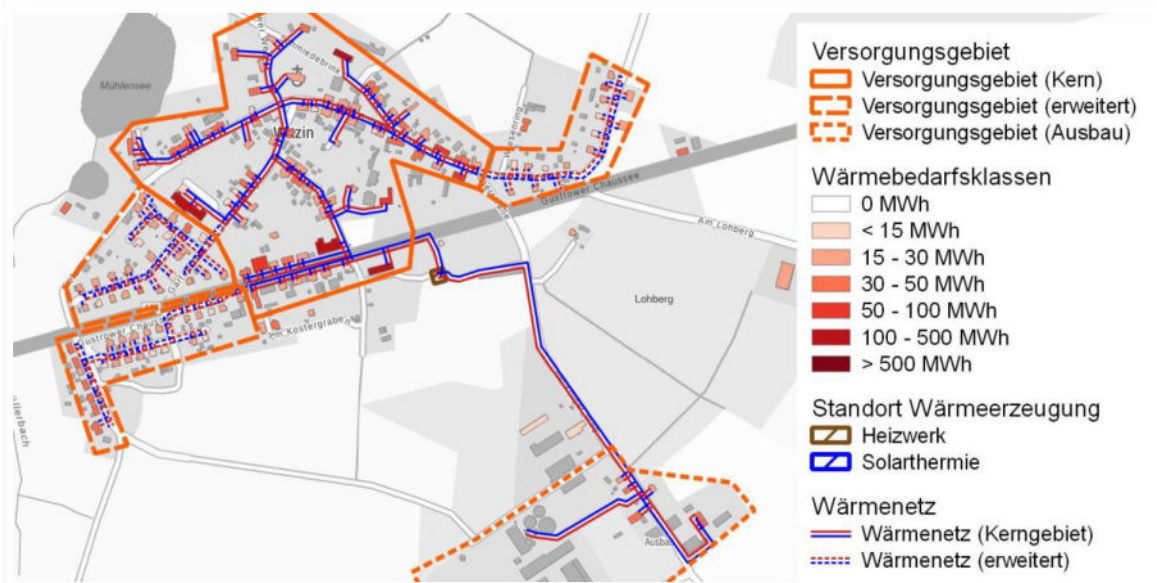 Mühlensee
Güstrower Chaussee
Am Lohberg
Lohberg
Güstrower Chaussee
Am Köstergraben
Ausbau
Versorgungsgebiet
Versorgungsgebiet (Kern)
Versorgungsgebiet (erweitert)
Versorgungsgebiet (Ausbau)
Wärmebedarfsklassen
0 MWh
< 15 MWh
15 - 30 MWh
30 - 50 MWh
50 - 100 MWh
100 - 500 MWh
> 500 MWh
Standort Wärmeerzeugung
Heizwerk
Solarthermie
Wärmenetz
Wärmenetz (Kerngebiet)
Wärmenetz (erweitert)